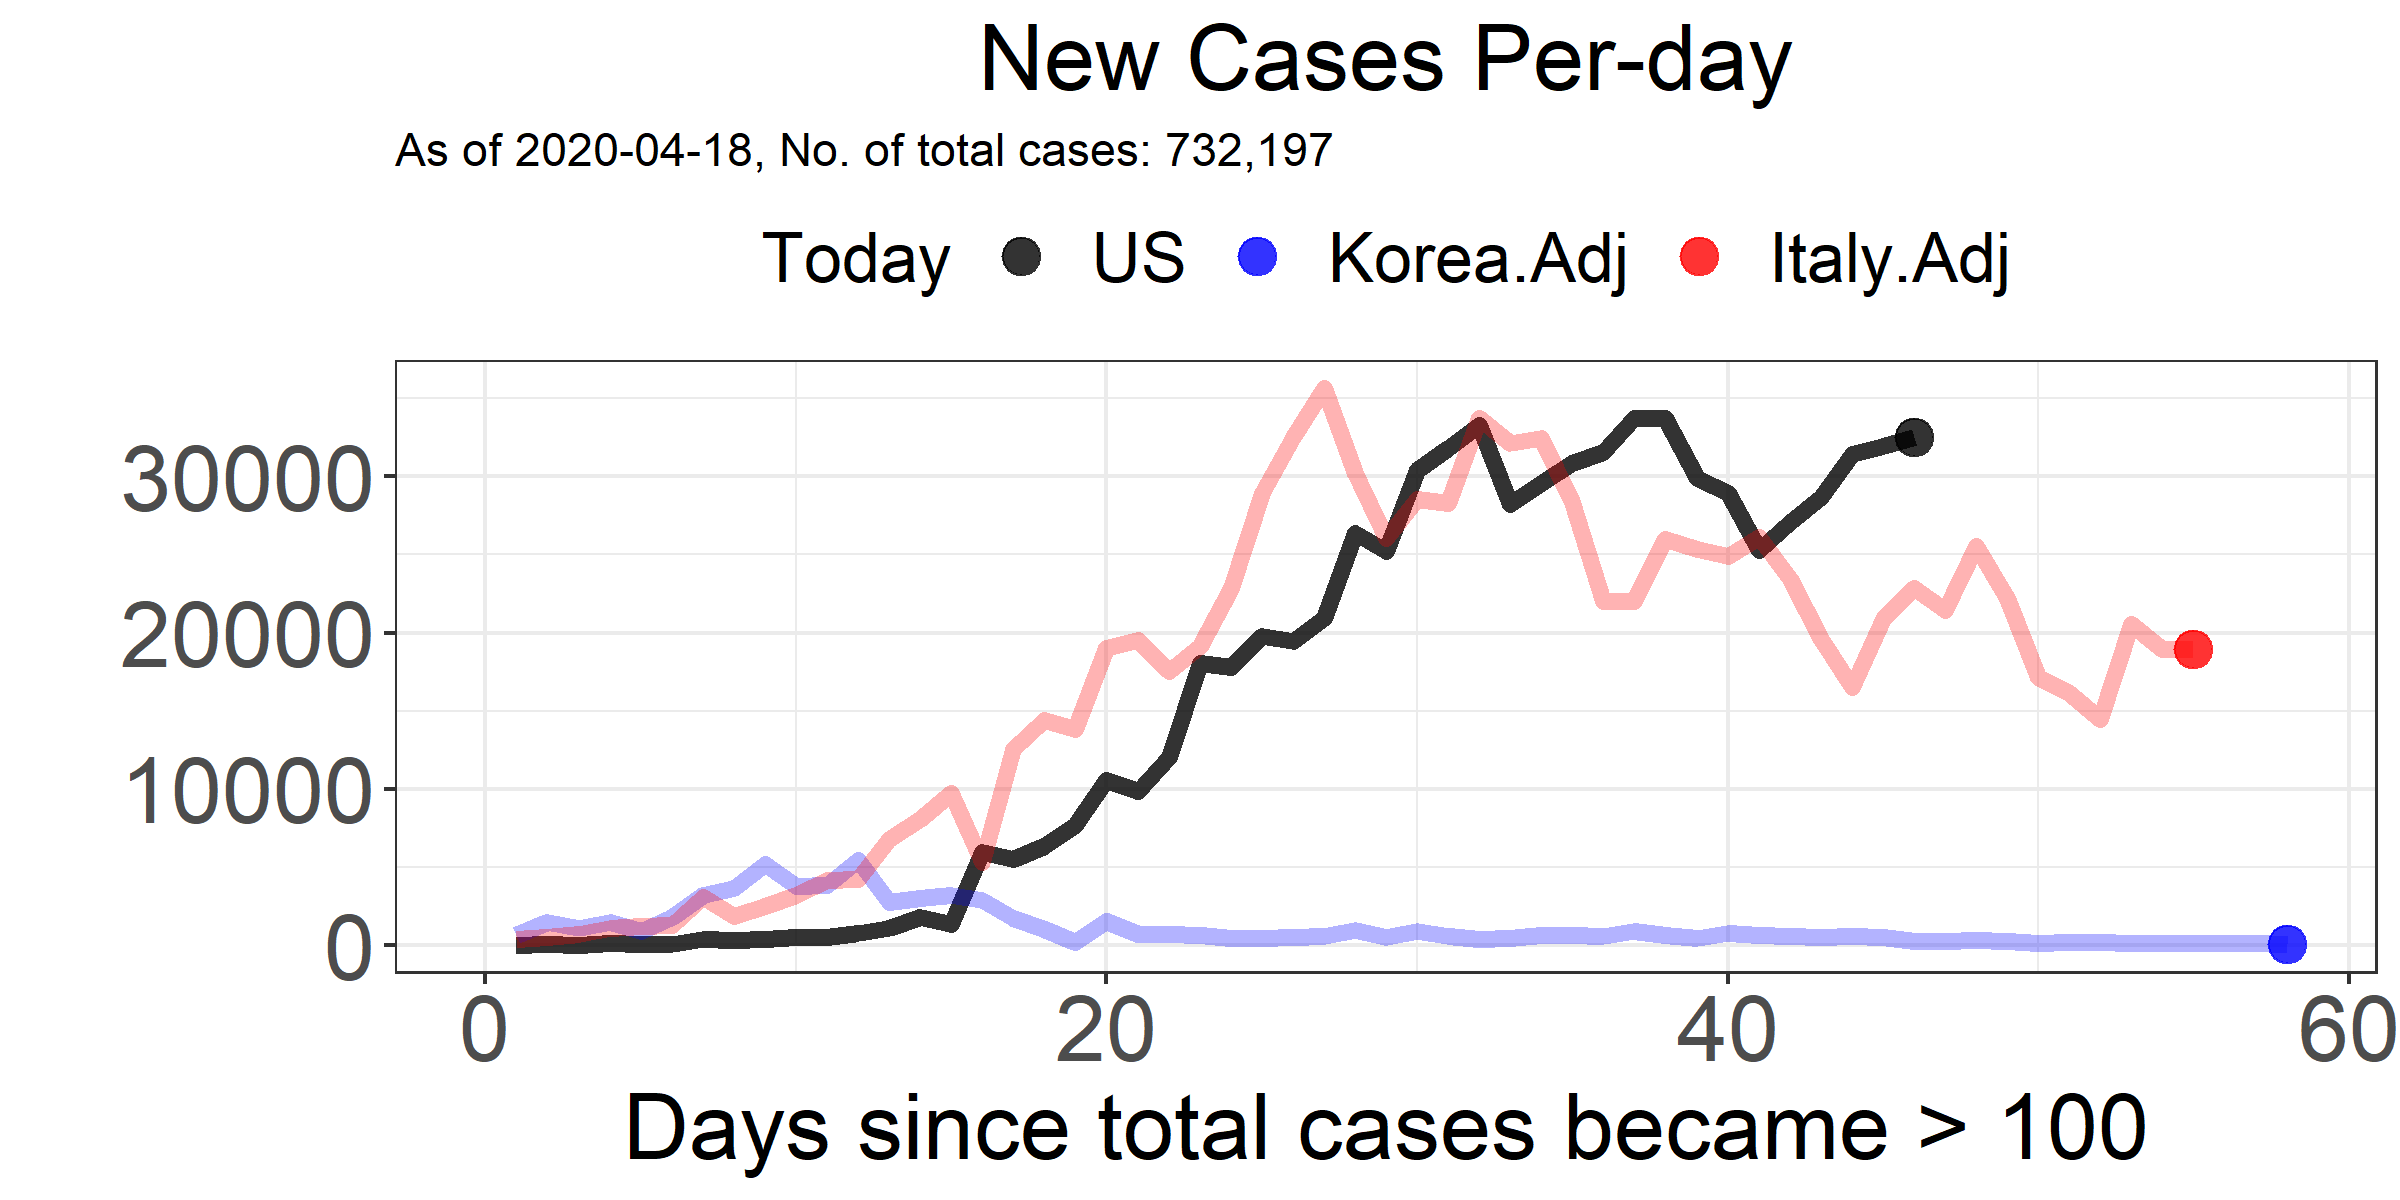 New Cases Per-day
As of 2020-04-18, No. of total cases: 732,197
Today US Korea.Adj Italy.Adj
30000
20000
10000
0
0 20 40 60
Days since total cases became > 100